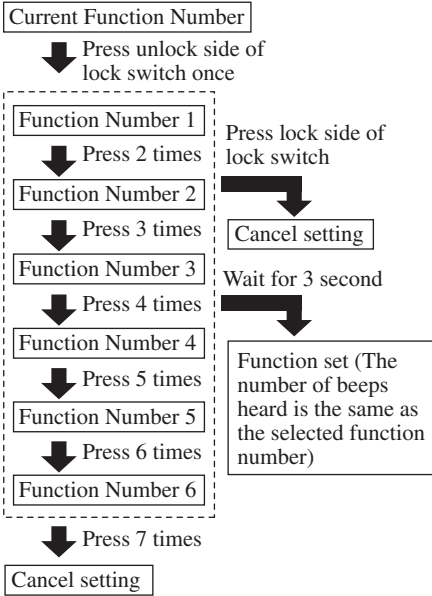 Current Function Number
Press unlock side of
lock switch once
Function Number 1
Press 2 times
Function Number 2
Press 3 times
Function Number 3
Press 4 times
Function Number 4
Press 5 times
Function Number 5
Press 6 times
Function Number 6
Press 7 times
Cancel setting
Press lock side of
lock switch
Cancel setting
Wait for 3 second
Function set (The
number of beeps
heard is the same as
the selected function
number)